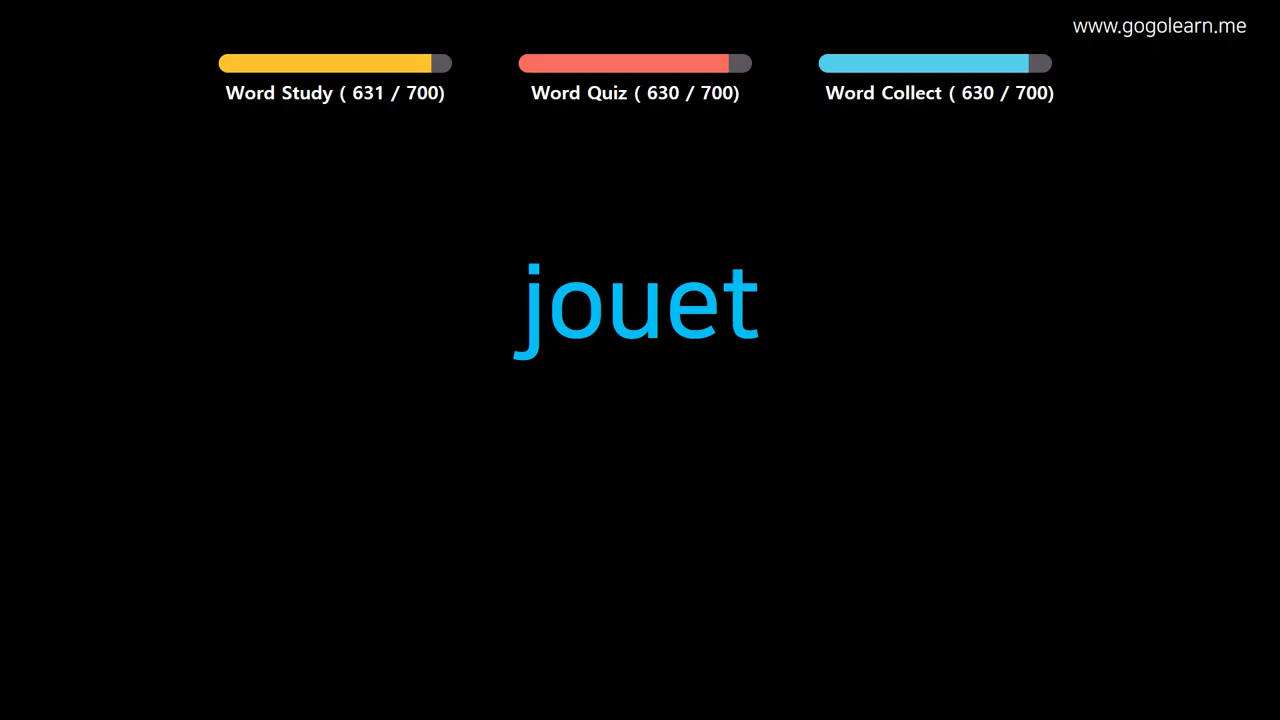 www.gogolearn.me
Word Study ( 631 / 700)
Word Quiz ( 630 / 700)
Word Collect ( 630 / 700)
jouet